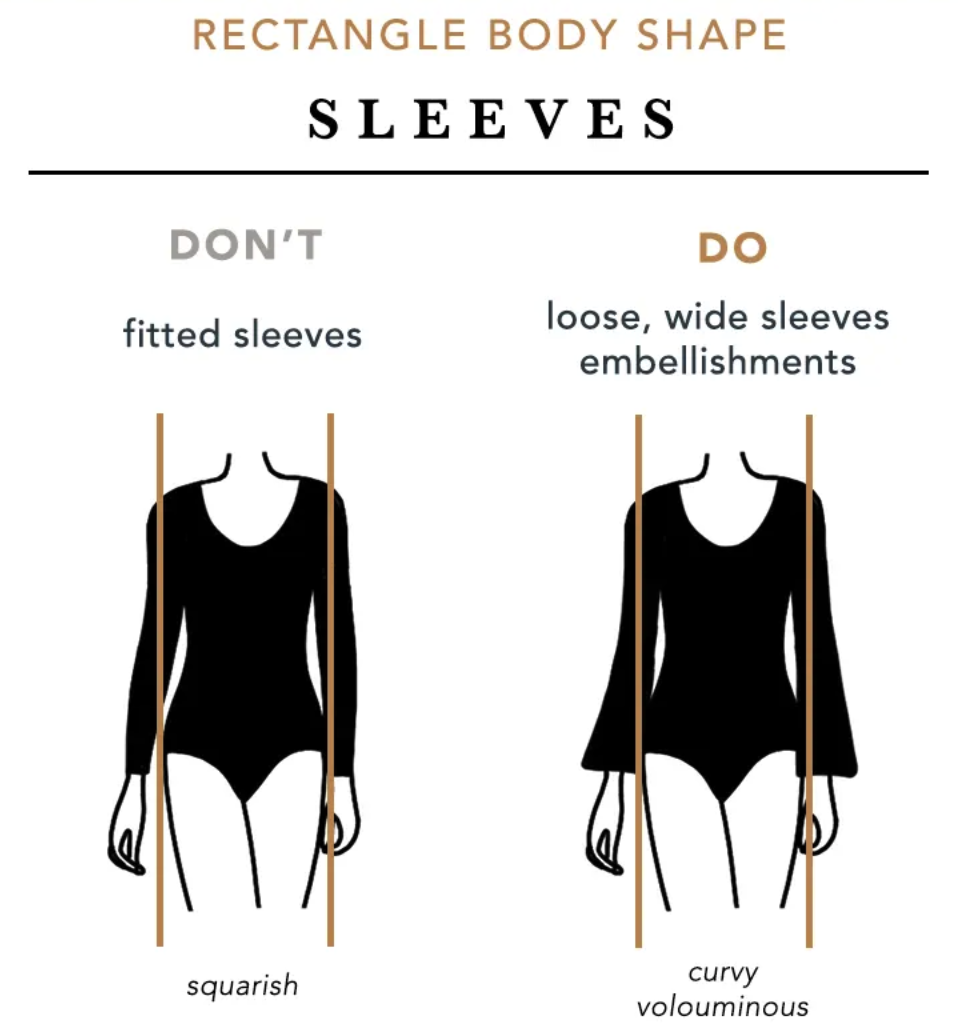 RECTANGLE BODY SHAPE
SLEEVES
DON'T
fitted sleeves
squarish
DO
loose, wide sleeves
embellishments
curvy
volouminous